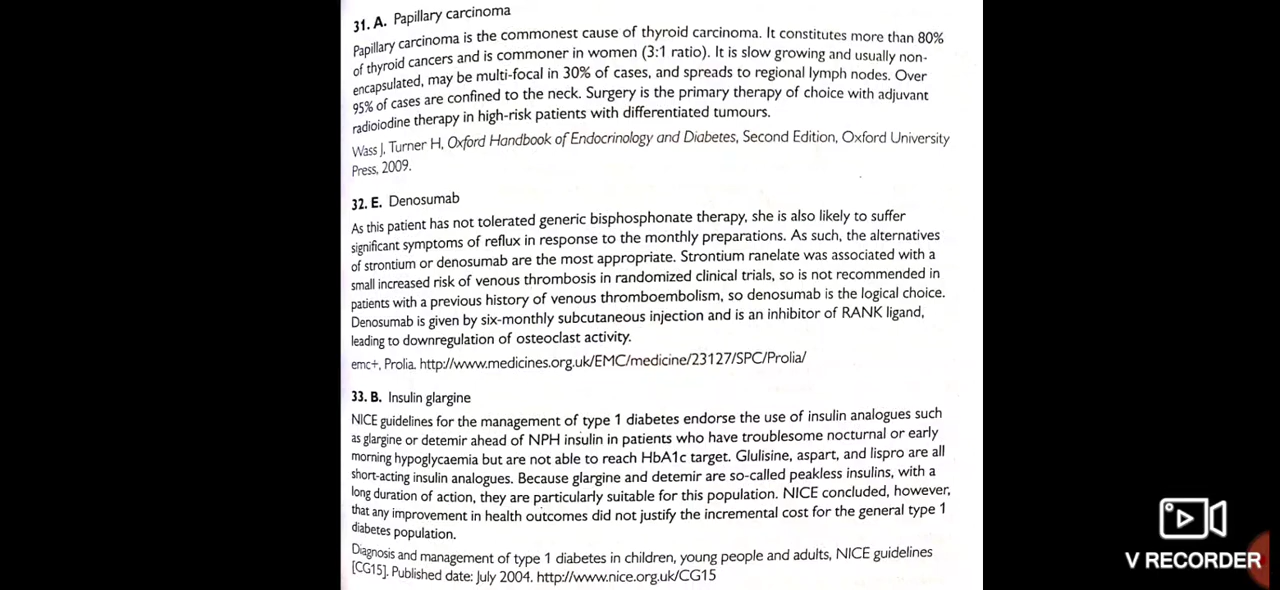 31. A. Papillary carcinoma
Papillary carcinoma is the commonest cause of thyroid carcinoma. It constitutes more than 80%
of thyroid cancers and is commoner in women (3:1 ratio). It is slow growing and usually non-
encapsulated, may be multi-focal in 30% of cases, and spreads to regional lymph nodes. Over
95% of cases are confined to the neck. Surgery is the primary therapy of choice with adjuvant
radioiodine therapy in high-risk patients with differentiated tumours.
Wass J, Turner H, Oxford Handbook of Endocrinology and Diabetes, Second Edition, Oxford University
Press, 2009.
32. E. Denosumab
As this patient has not tolerated generic bisphosphonate therapy, she is also likely to suffer
significant symptoms of reflux in response to the monthly preparations. As such, the alternatives
of strontium or denosumab are the most appropriate. Strontium ranelate was associated with a
small increased risk of venous thrombosis in randomized clinical trials, so is not recommended in
patients with a previous history of venous thromboembolism, so denosumab is the logical choice.
Denosumab is given by six-monthly subcutaneous injection and is an inhibitor of RANK ligand,
leading to downregulation of osteoclast activity.
emc+, Prolia. http://www.medicines.org.uk/EMC/medicine/23127/SPC/Prolia/
33. B. Insulin glargine
NICE guidelines for the management of type 1 diabetes endorse the use of insulin analogues such
as glargine or detemir ahead of NPH insulin in patients who have troublesome nocturnal or early
morning hypoglycaemia but are not able to reach HbA1c target. Glulisine, aspart, and lispro are all
short-acting insulin analogues. Because glargine and detemir are so-called peakless insulins, with a
long duration of action, they are particularly suitable for this population. NICE concluded, however,
that any improvement in health outcomes did not justify the incremental cost for the general type 1
diabetes population.
Diagnosis and management of type 1 diabetes in children, young people and adults, NICE guidelines
[CG15]. Published date: July 2004. http://www.nice.org.uk/CG15
V RECORDER